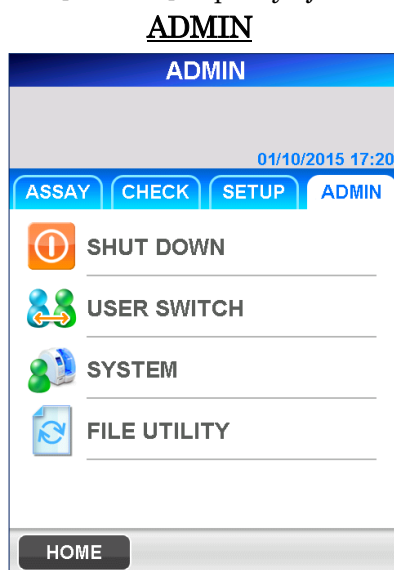 ADMIN
ADMIN
01/10/2015 17:20
ASSAY CHECK SETUP ADMIN
SHUT DOWN
USER SWITCH
SYSTEM
FILE UTILITY
HOME